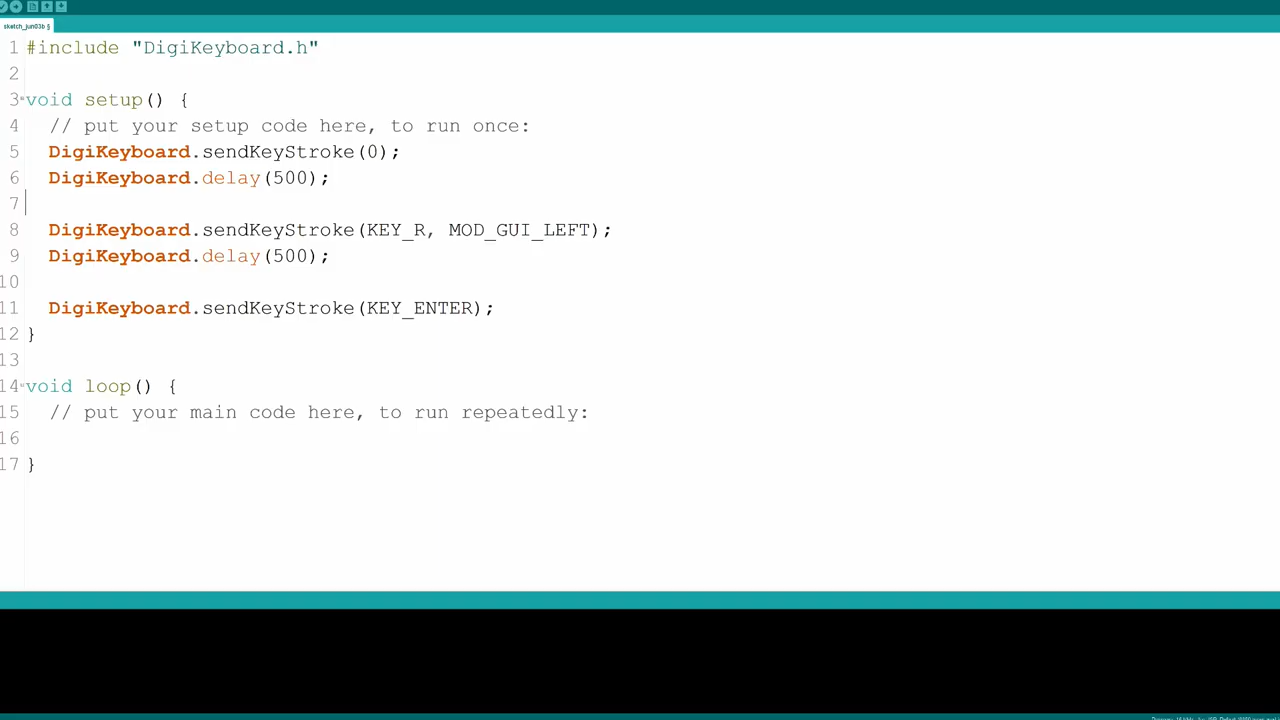 sketch_jun03b §
1 #include "DigiKeyboard.h"
2
3 void setup() {
4 // put your setup code here, to run once:
5 DigiKeyboard.sendKeyStroke(0);
6 DigiKeyboard.delay(500);
7
8 DigiKeyboard.sendKeyStroke(KEY_R, MOD_GUI_LEFT);
9 DigiKeyboard.delay(500);
10
11 DigiKeyboard.sendKeyStroke(KEY_ENTER);
12 }
13
14 void loop() {
15 // put your main code here, to run repeatedly:
16
17 }